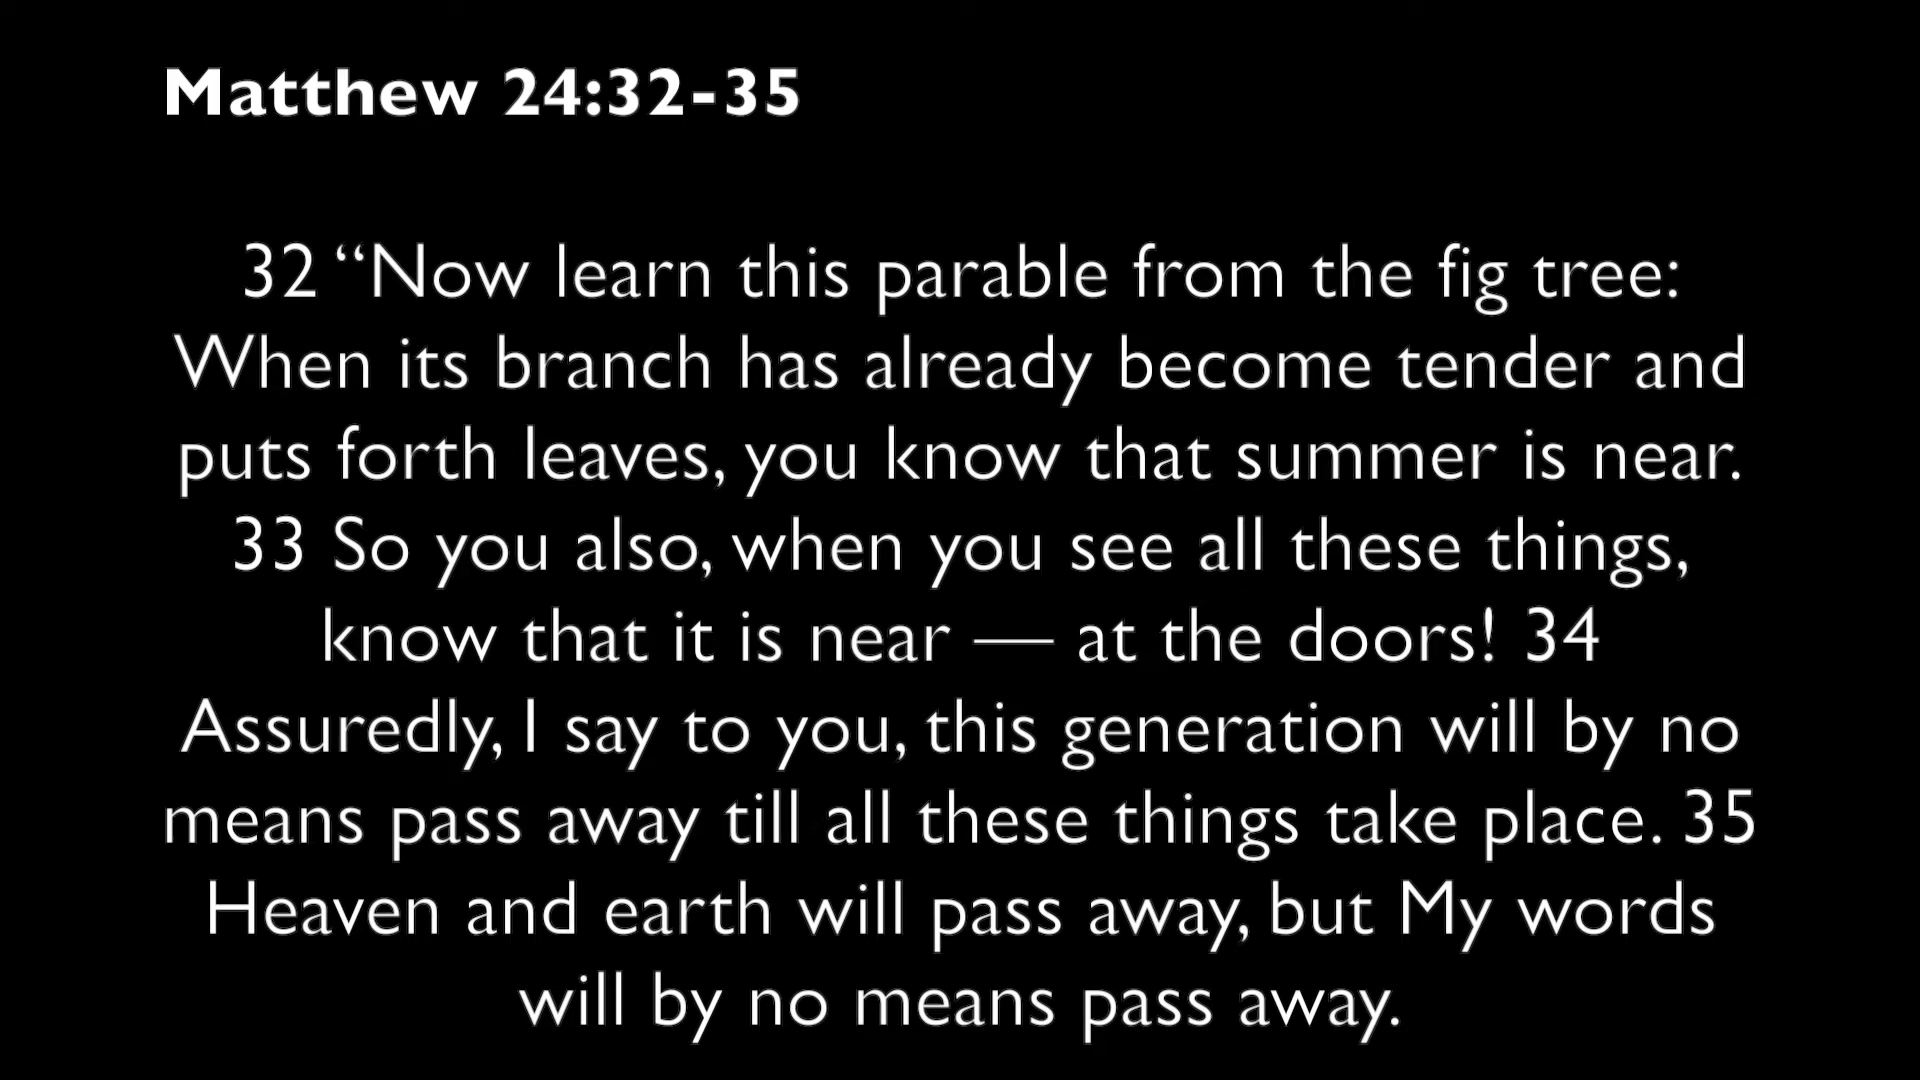 Matthew 24:32-35
32 “Now learn this parable from the fig tree:
When its branch has already become tender and
puts forth leaves, you know that summer is near.
33 So you also, when you see all these things,
know that it is near — at the doors! 34
Assuredly, I say to you, this generation will by no
means pass away till all these things take place. 35
Heaven and earth will pass away, but My words
will by no means pass away.